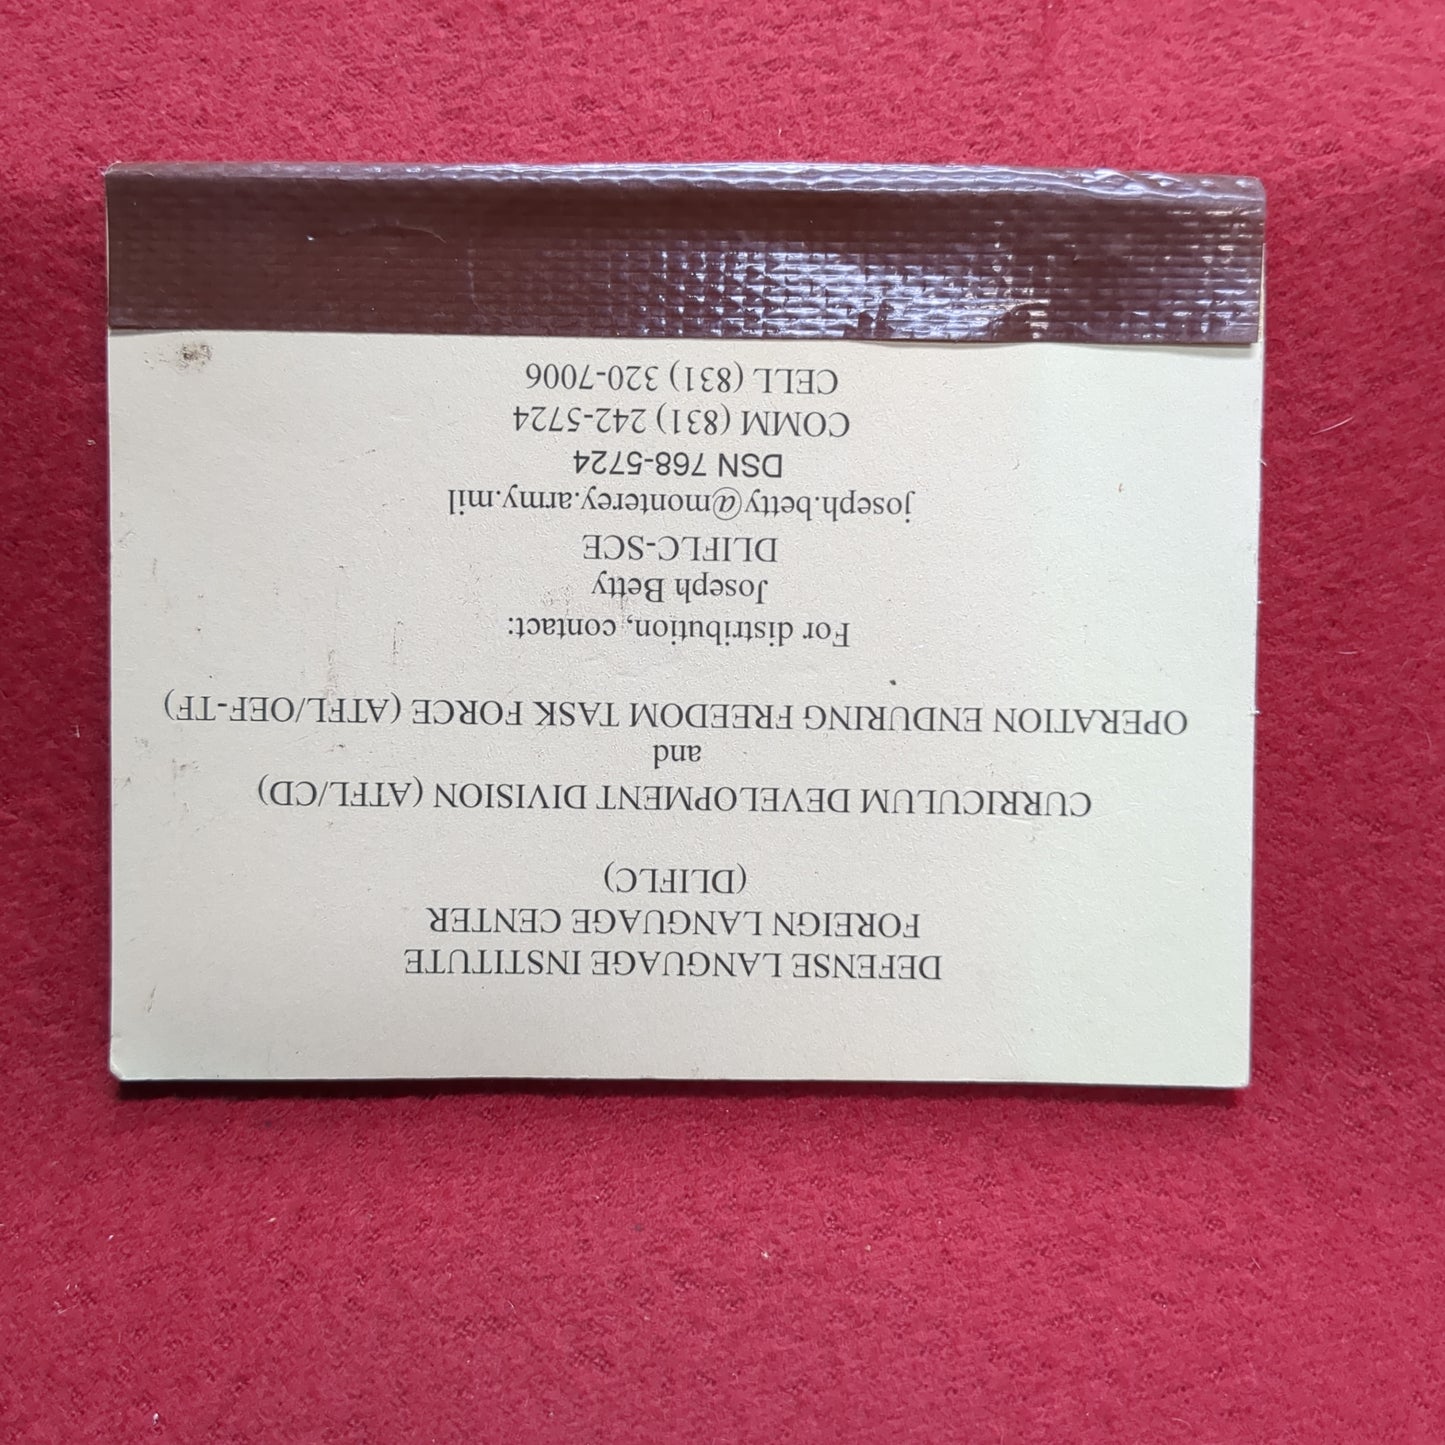 DEFENSE LANGUAGE INSTITUTE
FOREIGN LANGUAGE CENTER
(DLIFLC)
CURRICULUM DEVELOPMENT DIVISION (ATFL/CD)
and
OPERATION ENDURING FREEDOM TASK FORCE (ATFL/OEF-TF)
For distribution, contact:
Joseph Betty
DLIFLC-SCE
joseph.betty@monterey.army.mil
DSN 768-5724
COMM (831) 242-5724
CELL (831) 320-7006